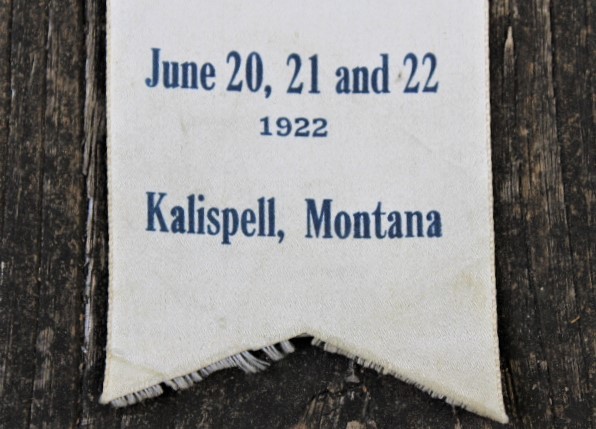 June 20, 21 and 22
1922
Kalispell, Montana